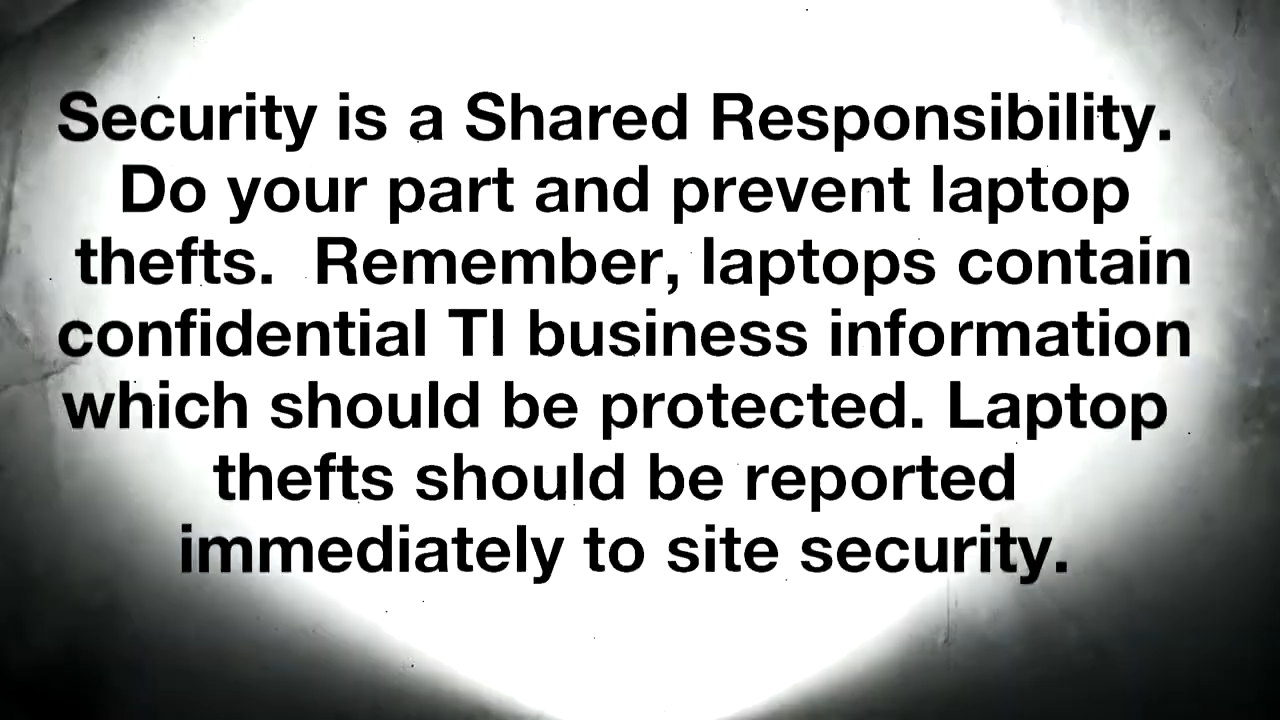 Security is a Shared Responsibility.
Do your part and prevent laptop
thefts.  Remember, laptops contain
confidential TI business information
which should be protected. Laptop
thefts should be reported
immediately to site security.